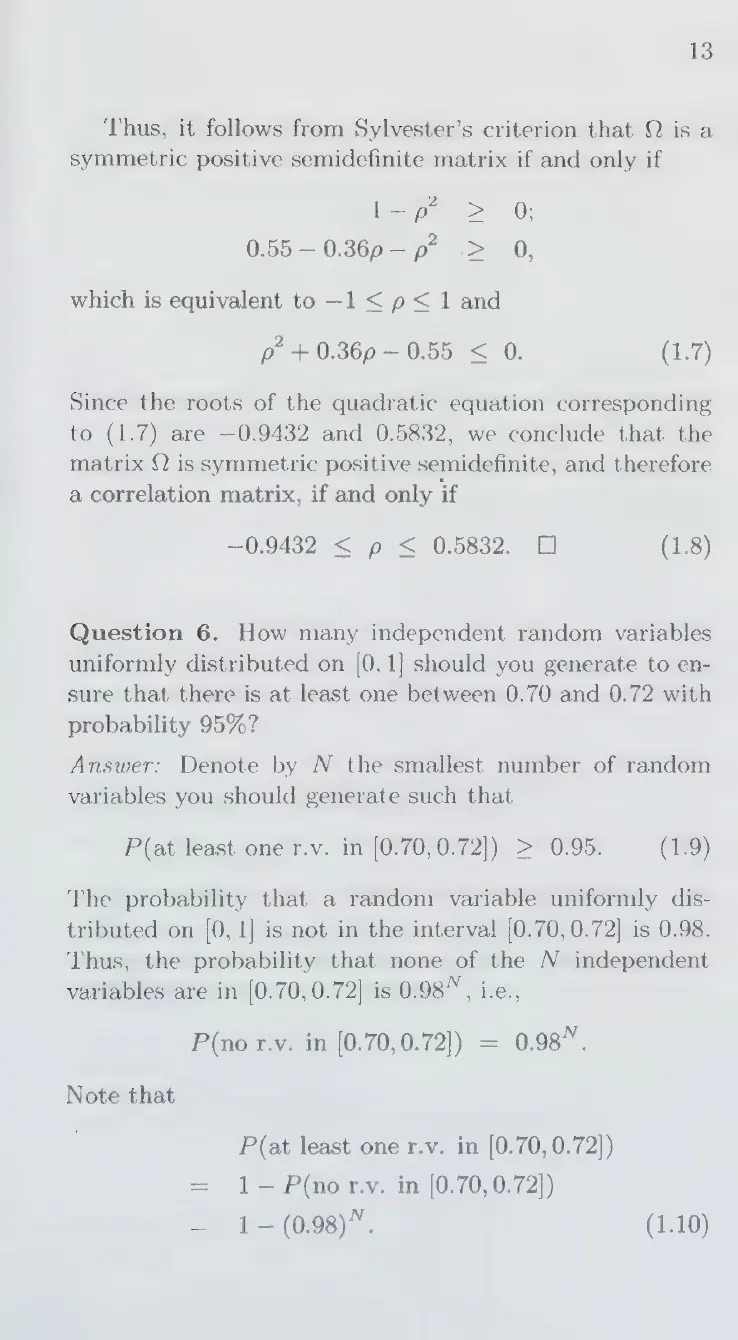 13
Thus, it follows from Sylvester's criterion that Ω is a
symmetric positive semidefinite matrix if and only if
1 − ρ² ≥ 0;
0.55 − 0.36ρ − ρ² ≥ 0,
which is equivalent to −1 ≤ ρ ≤ 1 and
ρ² + 0.36ρ − 0.55 ≤ 0. (1.7)
Since the roots of the quadratic equation corresponding
to (1.7) are −0.9432 and 0.5832, we conclude that the
matrix Ω is symmetric positive semidefinite, and therefore
a correlation matrix, if and only if
−0.9432 ≤ ρ ≤ 0.5832. □ (1.8)
Question 6. How many independent random variables
uniformly distributed on [0, 1] should you generate to en-
sure that there is at least one between 0.70 and 0.72 with
probability 95%?
Answer: Denote by N the smallest number of random
variables you should generate such that
P(at least one r.v. in [0.70, 0.72]) ≥ 0.95. (1.9)
The probability that a random variable uniformly dis-
tributed on [0, 1] is not in the interval [0.70, 0.72] is 0.98.
Thus, the probability that none of the N independent
variables are in [0.70, 0.72] is 0.98^N, i.e.,
P(no r.v. in [0.70, 0.72]) = 0.98^N.
Note that
P(at least one r.v. in [0.70, 0.72])
= 1 − P(no r.v. in [0.70, 0.72])
= 1 − (0.98)^N. (1.10)